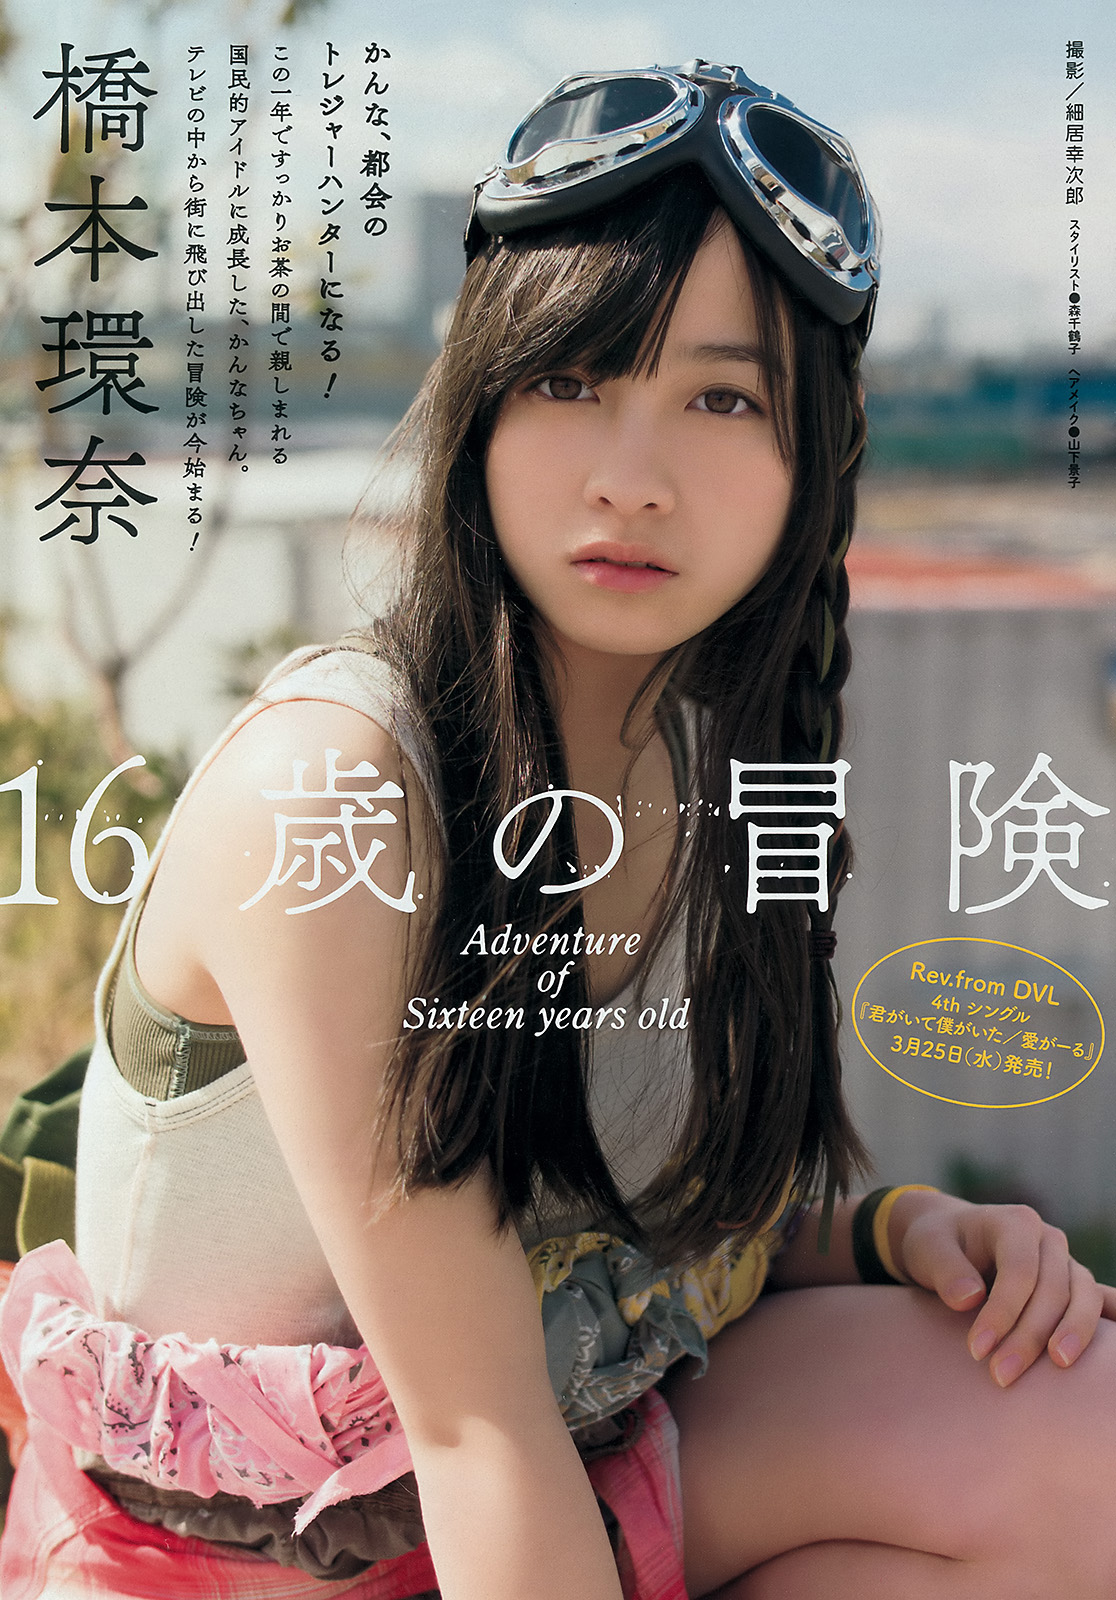 撮影／細居幸次郎 スタイリスト●森千鶴子 ヘアメイク●山下景子
かんな、都会の
トレジャーハンターになる！
この一年ですっかりお茶の間で親しまれる
国民的アイドルに成長した、かんなちゃん。
テレビの中から街に飛び出した冒険が今始まる！
橋本環奈
16歳の冒険
Adventure
of
Sixteen years old
Rev.from DVL
4th シングル
『君がいて僕がいた／愛がーる』
3月25日(水)発売！